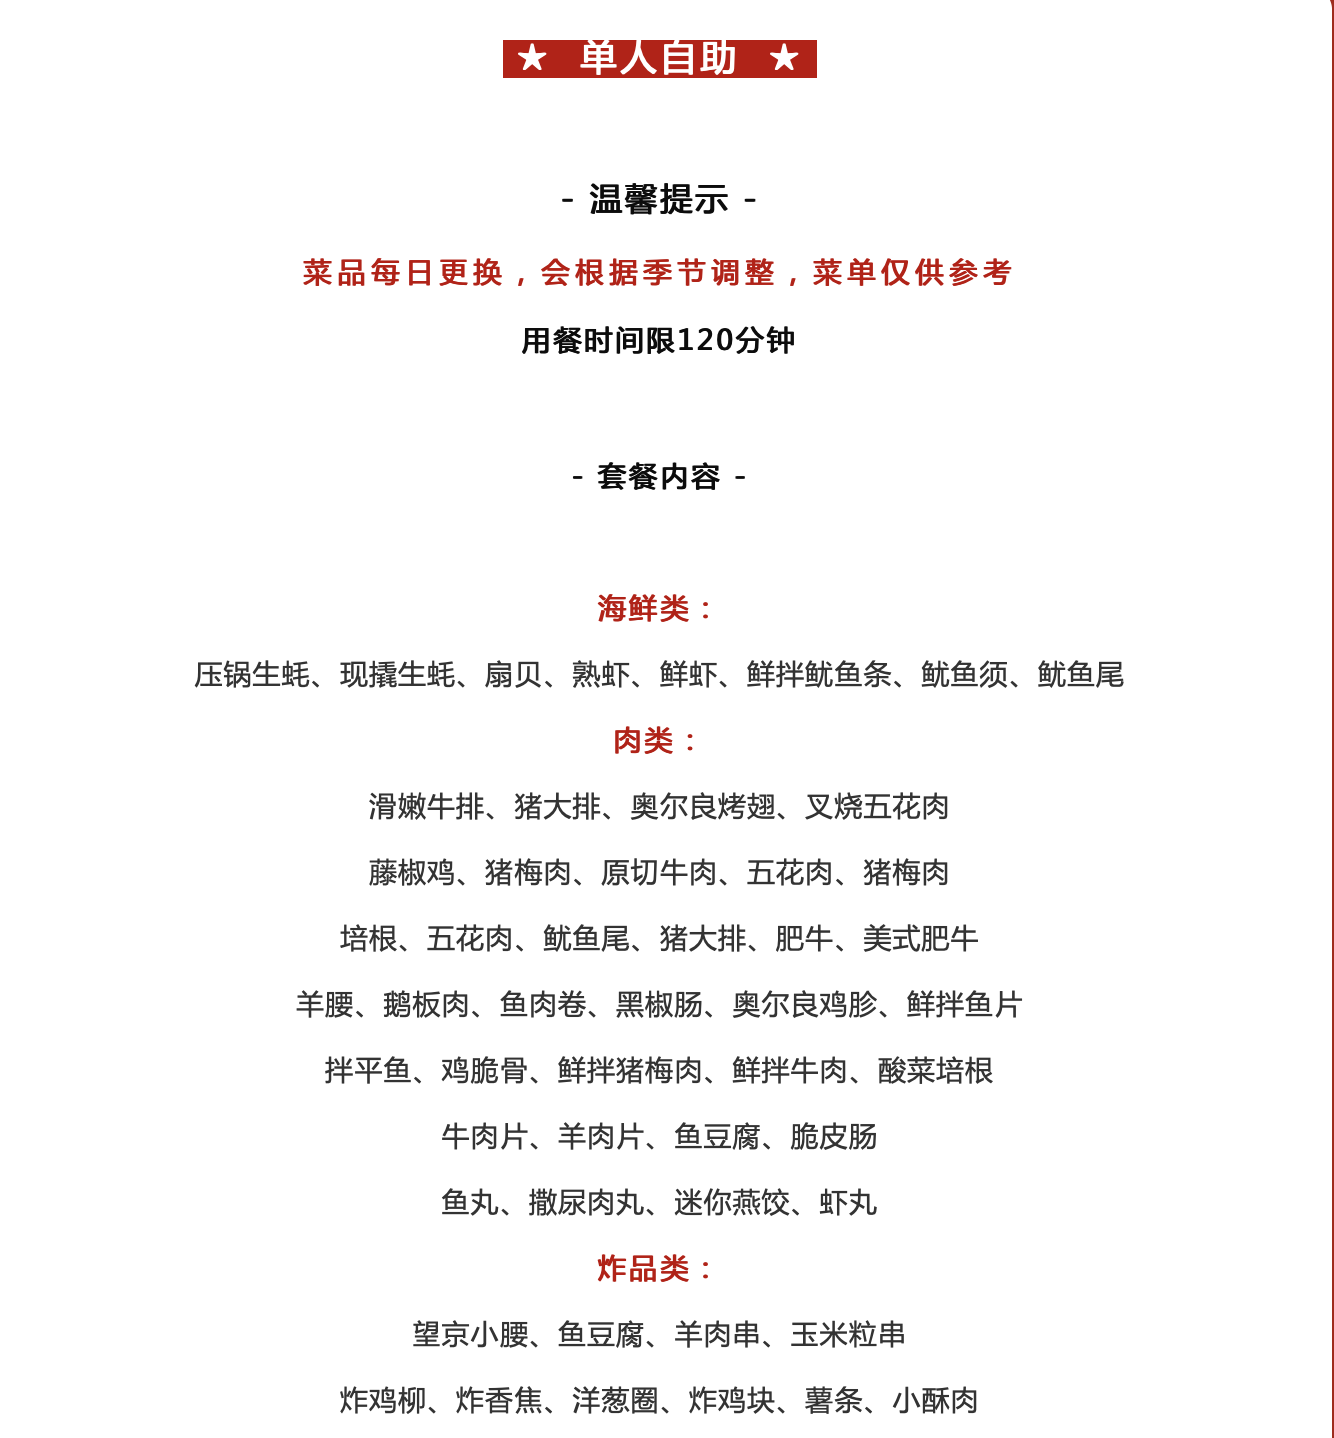 ★ 单人自助 ★
- 温馨提示 -
菜品每日更换，会根据季节调整，菜单仅供参考
用餐时间限120分钟
- 套餐内容 -
海鲜类：
压锅生蚝、现撬生蚝、扇贝、熟虾、鲜虾、鲜拌鱿鱼条、鱿鱼须、鱿鱼尾
肉类：
滑嫩牛排、猪大排、奥尔良烤翅、叉烧五花肉
藤椒鸡、猪梅肉、原切牛肉、五花肉、猪梅肉
培根、五花肉、鱿鱼尾、猪大排、肥牛、美式肥牛
羊腰、鹅板肉、鱼肉卷、黑椒肠、奥尔良鸡胗、鲜拌鱼片
拌平鱼、鸡脆骨、鲜拌猪梅肉、鲜拌牛肉、酸菜培根
牛肉片、羊肉片、鱼豆腐、脆皮肠
鱼丸、撒尿肉丸、迷你燕饺、虾丸
炸品类：
望京小腰、鱼豆腐、羊肉串、玉米粒串
炸鸡柳、炸香焦、洋葱圈、炸鸡块、薯条、小酥肉